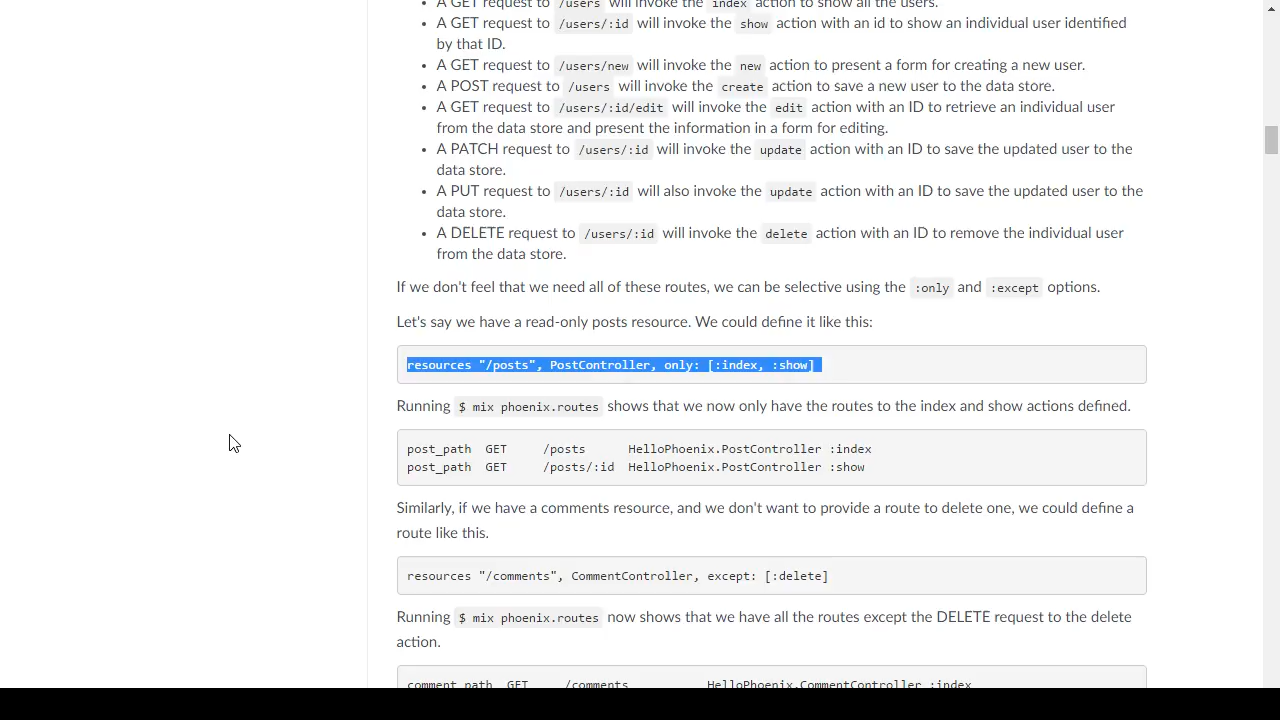 A GET request to /users will invoke the index action to show all the users.
A GET request to /users/:id will invoke the show action with an id to show an individual user identified
by that ID.
A GET request to /users/new will invoke the new action to present a form for creating a new user.
A POST request to /users will invoke the create action to save a new user to the data store.
A GET request to /users/:id/edit will invoke the edit action with an ID to retrieve an individual user
from the data store and present the information in a form for editing.
A PATCH request to /users/:id will invoke the update action with an ID to save the updated user to the
data store.
A PUT request to /users/:id will also invoke the update action with an ID to save the updated user to the
data store.
A DELETE request to /users/:id will invoke the delete action with an ID to remove the individual user
from the data store.
If we don't feel that we need all of these routes, we can be selective using the :only and :except options.
Let's say we have a read-only posts resource. We could define it like this:
resources "/posts", PostController, only: [:index, :show]
Running $ mix phoenix.routes shows that we now only have the routes to the index and show actions defined.
post_path GET /posts HelloPhoenix.PostController :index
post_path GET /posts/:id HelloPhoenix.PostController :show
Similarly, if we have a comments resource, and we don't want to provide a route to delete one, we could define a
route like this.
resources "/comments", CommentController, except: [:delete]
Running $ mix phoenix.routes now shows that we have all the routes except the DELETE request to the delete
action.
comment_path GET /comments HelloPhoenix.CommentController :index